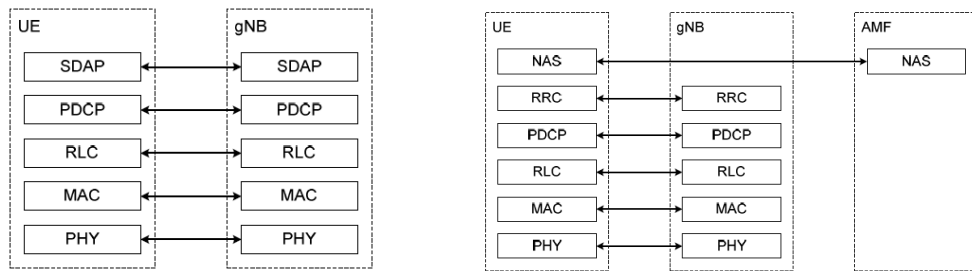 UE gNB
SDAP SDAP
PDCP PDCP
RLC RLC
MAC MAC
PHY PHY
UE gNB AMF
NAS NAS
RRC RRC
PDCP PDCP
RLC RLC
MAC MAC
PHY PHY